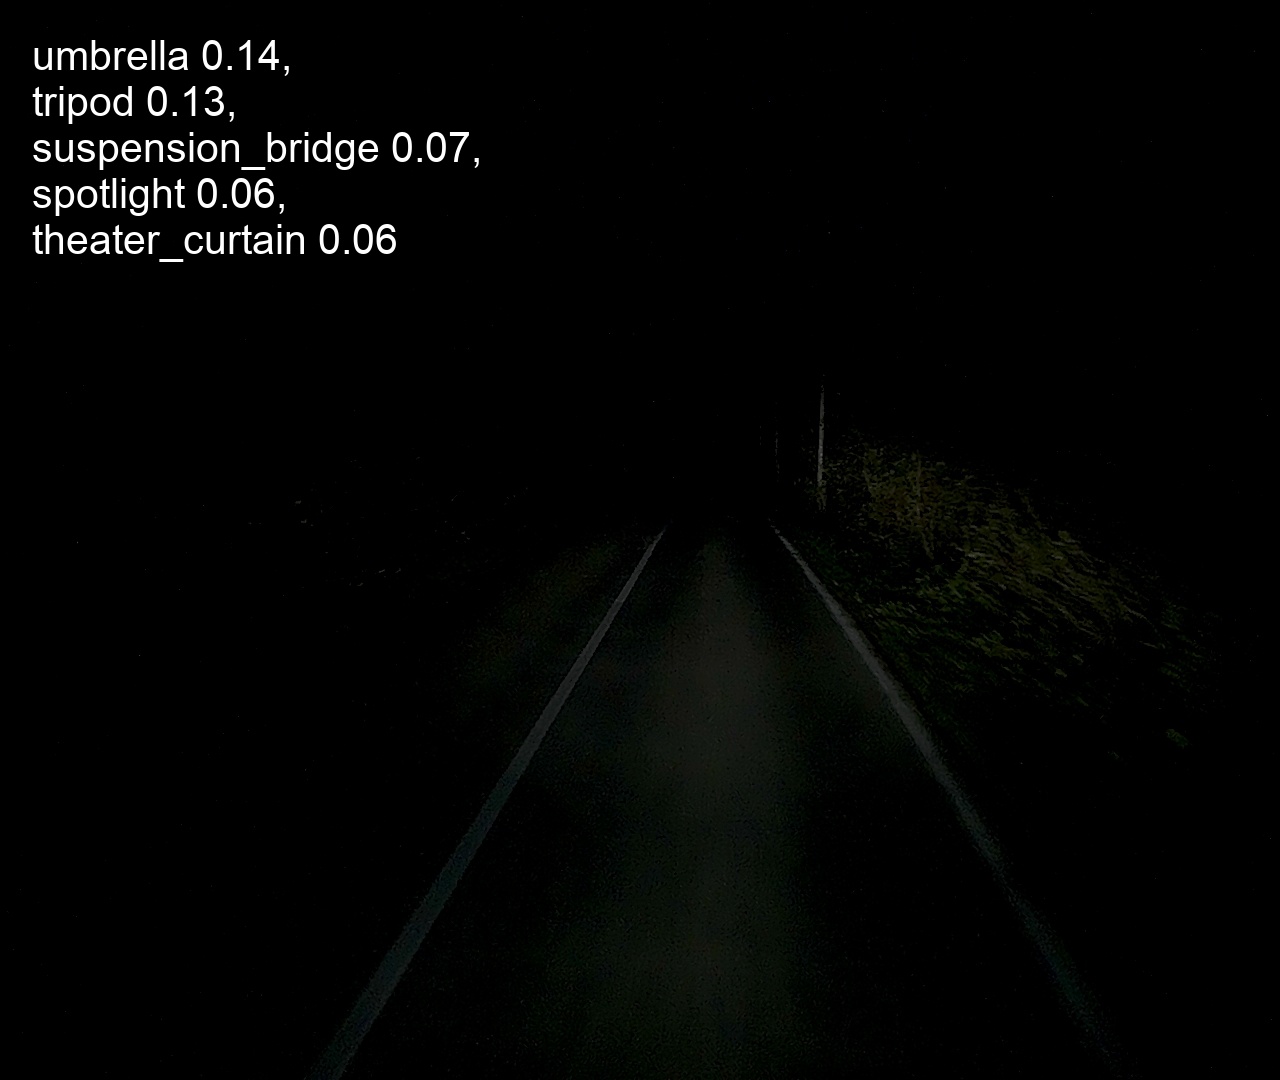 umbrella 0.14,
tripod 0.13,
suspension_bridge 0.07,
spotlight 0.06,
theater_curtain 0.06